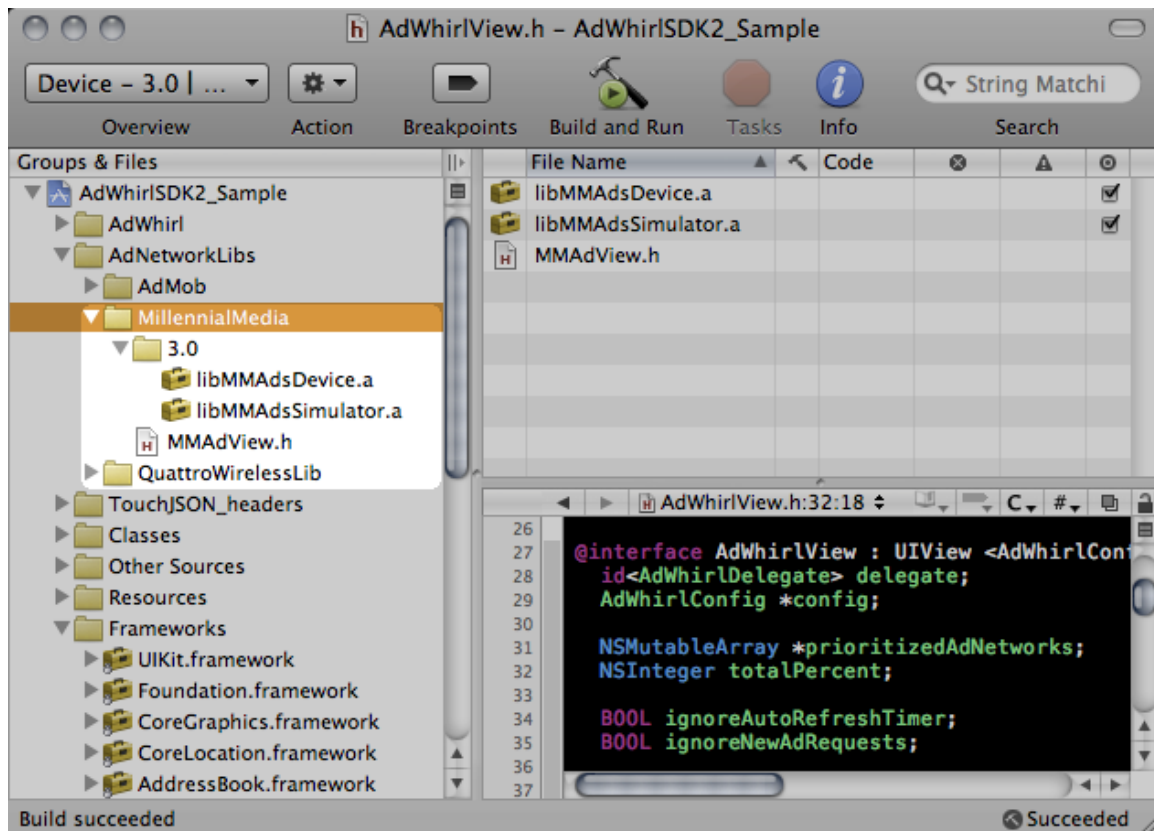 AdWhirlView.h – AdWhirlSDK2_Sample
Device – 3.0 | ...
String Matchi
Overview Action Breakpoints Build and Run Tasks Info Search
Groups & Files
AdWhirlSDK2_Sample
AdWhirl
AdNetworkLibs
AdMob
MillennialMedia
3.0
libMMAdsDevice.a
libMMAdsSimulator.a
MMAdView.h
QuattroWirelessLib
TouchJSON_headers
Classes
Other Sources
Resources
Frameworks
UIKit.framework
Foundation.framework
CoreGraphics.framework
CoreLocation.framework
AddressBook.framework
File Name Code
libMMAdsDevice.a
libMMAdsSimulator.a
MMAdView.h
AdWhirlView.h:32:18 C #
26
27 @interface AdWhirlView : UIView <AdWhirlConf
28 id<AdWhirlDelegate> delegate;
29 AdWhirlConfig *config;
30
31 NSMutableArray *prioritizedAdNetworks;
32 NSInteger totalPercent;
33
34 BOOL ignoreAutoRefreshTimer;
35 BOOL ignoreNewAdRequests;
36
37
Build succeeded Succeeded